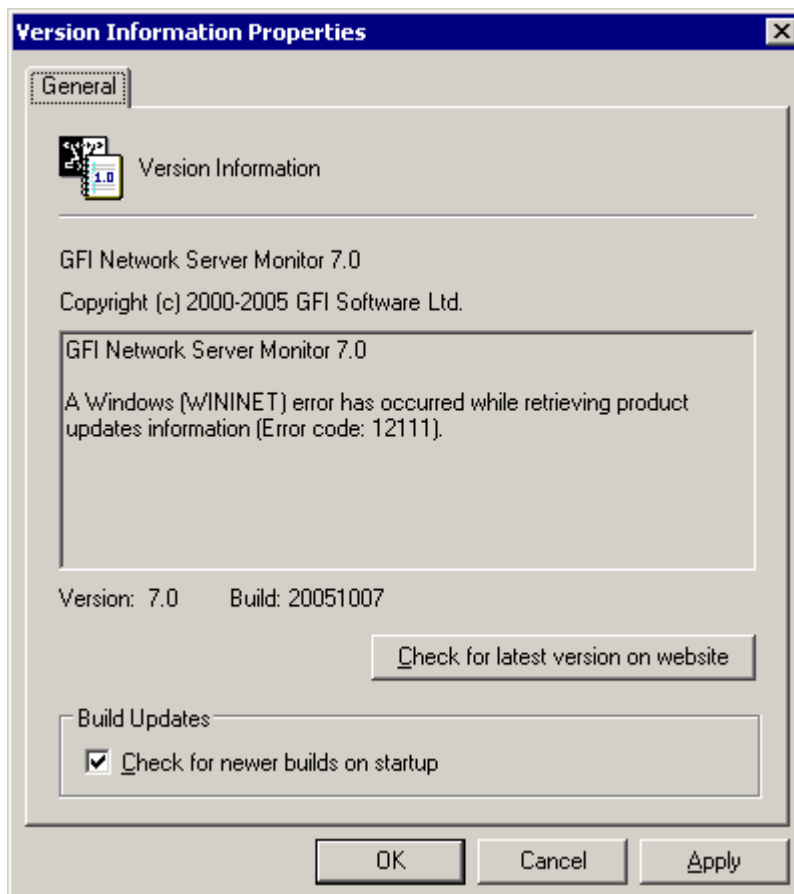 Version Information Properties
General
1.0
Version Information
GFI Network Server Monitor 7.0
Copyright (c) 2000-2005 GFI Software Ltd.
GFI Network Server Monitor 7.0
A Windows (WININET) error has occurred while retrieving product
updates information (Error code: 12111).
Version: 7.0 Build: 20051007
Check for latest version on website
Build Updates
Check for newer builds on startup
OK Cancel Apply